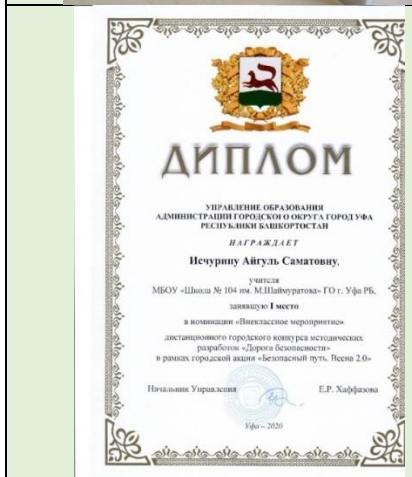 ДИПЛОМ
УПРАВЛЕНИЕ ОБРАЗОВАНИЯ
АДМИНИСТРАЦИИ ГОРОДСКОГО ОКРУГА ГОРОД УФА
РЕСПУБЛИКИ БАШКОРТОСТАН
НАГРАЖДАЕТ
Исчурину Айгуль Саматовну,
учителя
МБОУ «Школа № 104 им. М.Шаймуратова» ГО г. Уфа РБ,
занявшую I место
в номинации «Внеклассное мероприятие»
дистанционного городского конкурса методических
разработок «Дорога безопасности»
в рамках городской акции «Безопасный путь. Весна 2.0»
Начальник Управления Е.Р. Хаффазова
Уфа – 2020